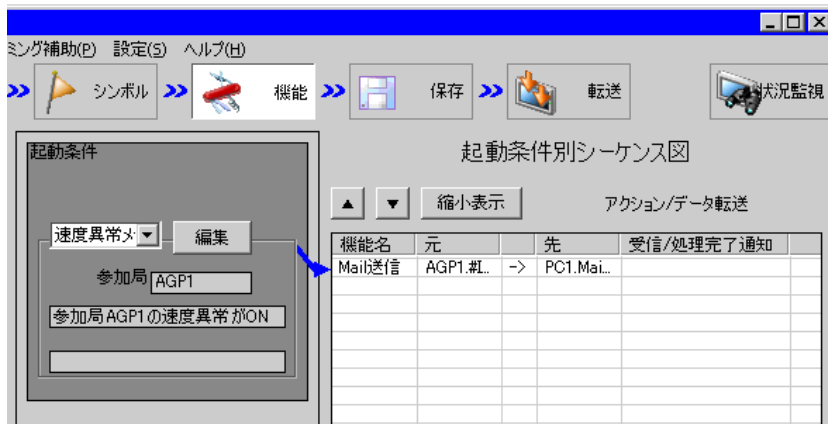 ミング補助(P) 設定(S) ヘルプ(H)
シンボル 機能 保存 転送 状況監視
起動条件
起動条件別シーケンス図
縮小表示 アクション/データ転送
速度異常メ 編集
機能名 元 先 受信/処理完了通知
Mail送信 AGP1.#I... -> PC1.Mai...
参加局 AGP1
参加局AGP1の速度異常がON